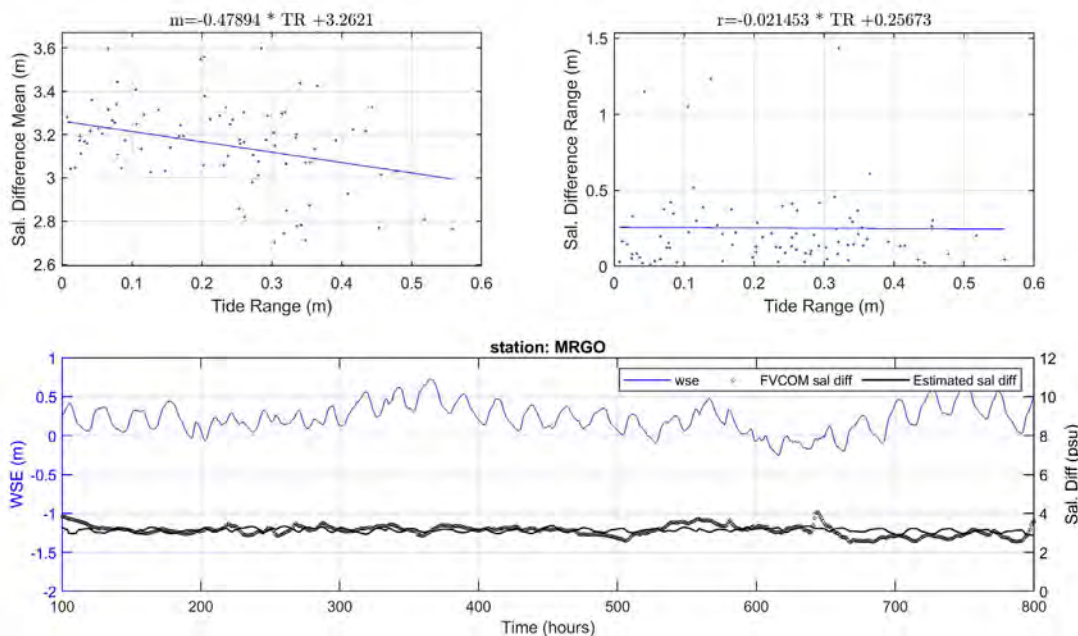 m=-0.47894 * TR +3.2621
3.6
3.4
3.2
3
2.8
2.6
Sal. Difference Mean (m)
0 0.1 0.2 0.3 0.4 0.5 0.6
Tide Range (m)
r=-0.021453 * TR +0.25673
1.5
1
0.5
0
Sal. Difference Range (m)
0 0.1 0.2 0.3 0.4 0.5 0.6
Tide Range (m)
station: MRGO
wse FVCOM sal diff Estimated sal diff
1
0.5
0
-0.5
-1
-1.5
-2
WSE (m)
12
10
8
6
4
2
0
Sal. Diff (psu)
100 200 300 400 500 600 700 800
Time (hours)